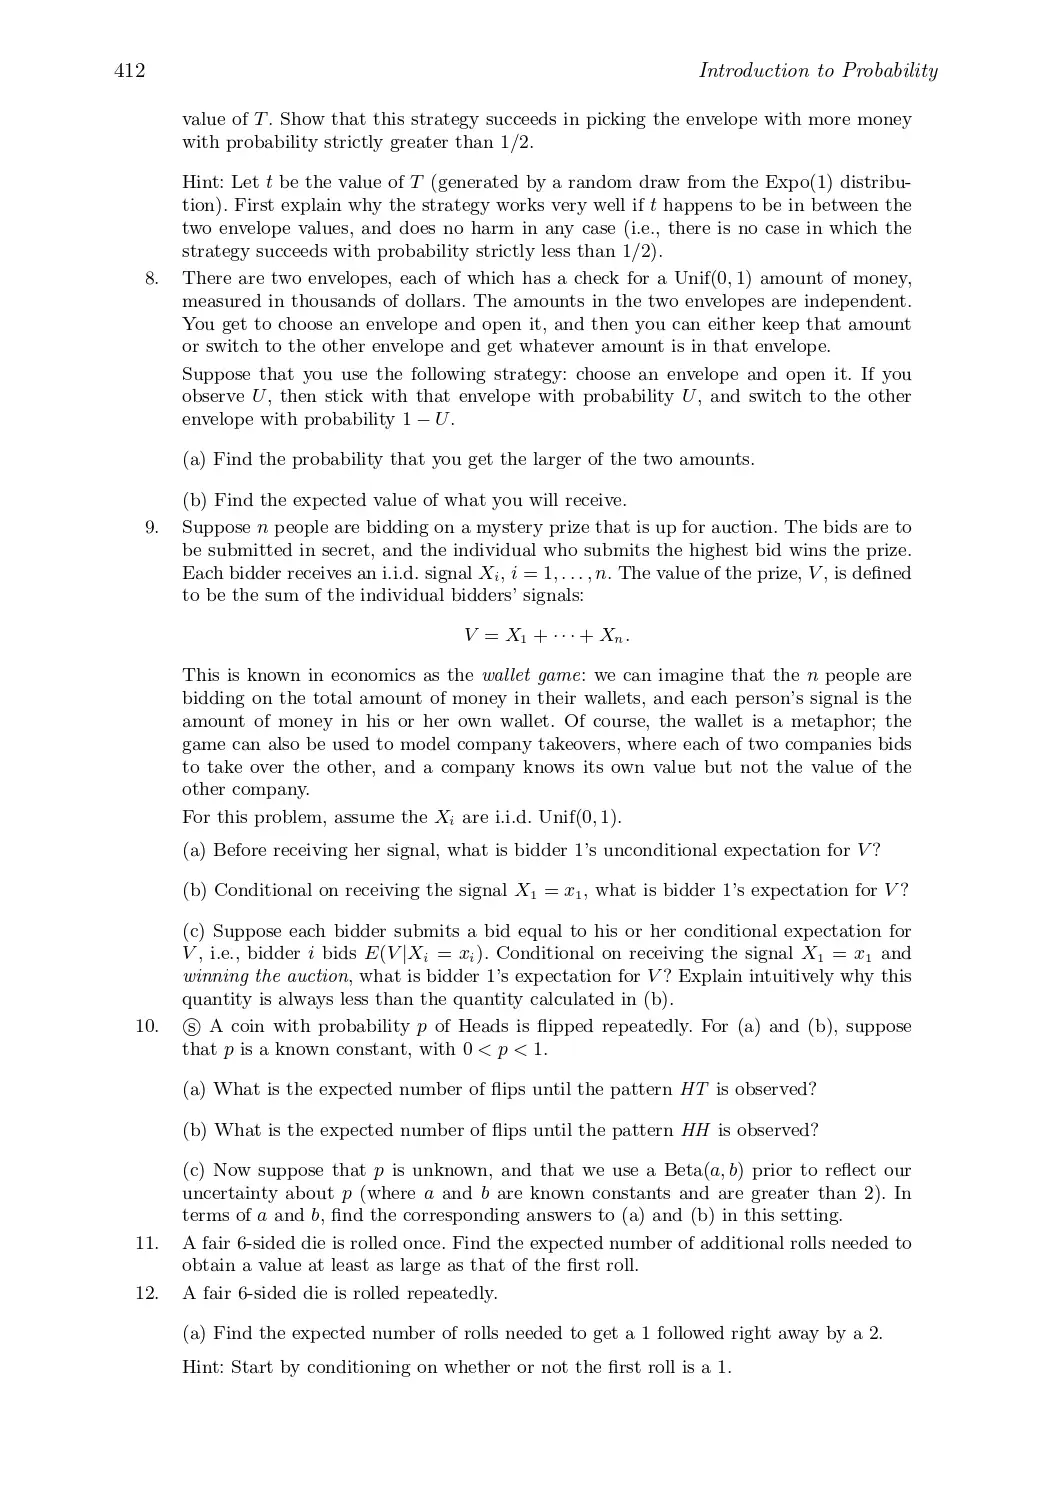 412
Introduction to Probability
value of T. Show that this strategy succeeds in picking the envelope with more money
with probability strictly greater than 1/2.
Hint: Let t be the value of T (generated by a random draw from the Expo(1) distribu-
tion). First explain why the strategy works very well if t happens to be in between the
two envelope values, and does no harm in any case (i.e., there is no case in which the
strategy succeeds with probability strictly less than 1/2).
8. There are two envelopes, each of which has a check for a Unif(0, 1) amount of money,
measured in thousands of dollars. The amounts in the two envelopes are independent.
You get to choose an envelope and open it, and then you can either keep that amount
or switch to the other envelope and get whatever amount is in that envelope.
Suppose that you use the following strategy: choose an envelope and open it. If you
observe U, then stick with that envelope with probability U, and switch to the other
envelope with probability 1 − U.
(a) Find the probability that you get the larger of the two amounts.
(b) Find the expected value of what you will receive.
9. Suppose n people are bidding on a mystery prize that is up for auction. The bids are to
be submitted in secret, and the individual who submits the highest bid wins the prize.
Each bidder receives an i.i.d. signal Xᵢ, i = 1, . . . , n. The value of the prize, V, is defined
to be the sum of the individual bidders' signals:
V = X₁ + · · · + Xₙ.
This is known in economics as the wallet game: we can imagine that the n people are
bidding on the total amount of money in their wallets, and each person's signal is the
amount of money in his or her own wallet. Of course, the wallet is a metaphor; the
game can also be used to model company takeovers, where each of two companies bids
to take over the other, and a company knows its own value but not the value of the
other company.
For this problem, assume the Xᵢ are i.i.d. Unif(0, 1).
(a) Before receiving her signal, what is bidder 1's unconditional expectation for V?
(b) Conditional on receiving the signal X₁ = x₁, what is bidder 1's expectation for V?
(c) Suppose each bidder submits a bid equal to his or her conditional expectation for
V, i.e., bidder i bids E(V|Xᵢ = xᵢ). Conditional on receiving the signal X₁ = x₁ and
winning the auction, what is bidder 1's expectation for V? Explain intuitively why this
quantity is always less than the quantity calculated in (b).
10. Ⓢ A coin with probability p of Heads is flipped repeatedly. For (a) and (b), suppose
that p is a known constant, with 0 < p < 1.
(a) What is the expected number of flips until the pattern HT is observed?
(b) What is the expected number of flips until the pattern HH is observed?
(c) Now suppose that p is unknown, and that we use a Beta(a, b) prior to reflect our
uncertainty about p (where a and b are known constants and are greater than 2). In
terms of a and b, find the corresponding answers to (a) and (b) in this setting.
11. A fair 6-sided die is rolled once. Find the expected number of additional rolls needed to
obtain a value at least as large as that of the first roll.
12. A fair 6-sided die is rolled repeatedly.
(a) Find the expected number of rolls needed to get a 1 followed right away by a 2.
Hint: Start by conditioning on whether or not the first roll is a 1.